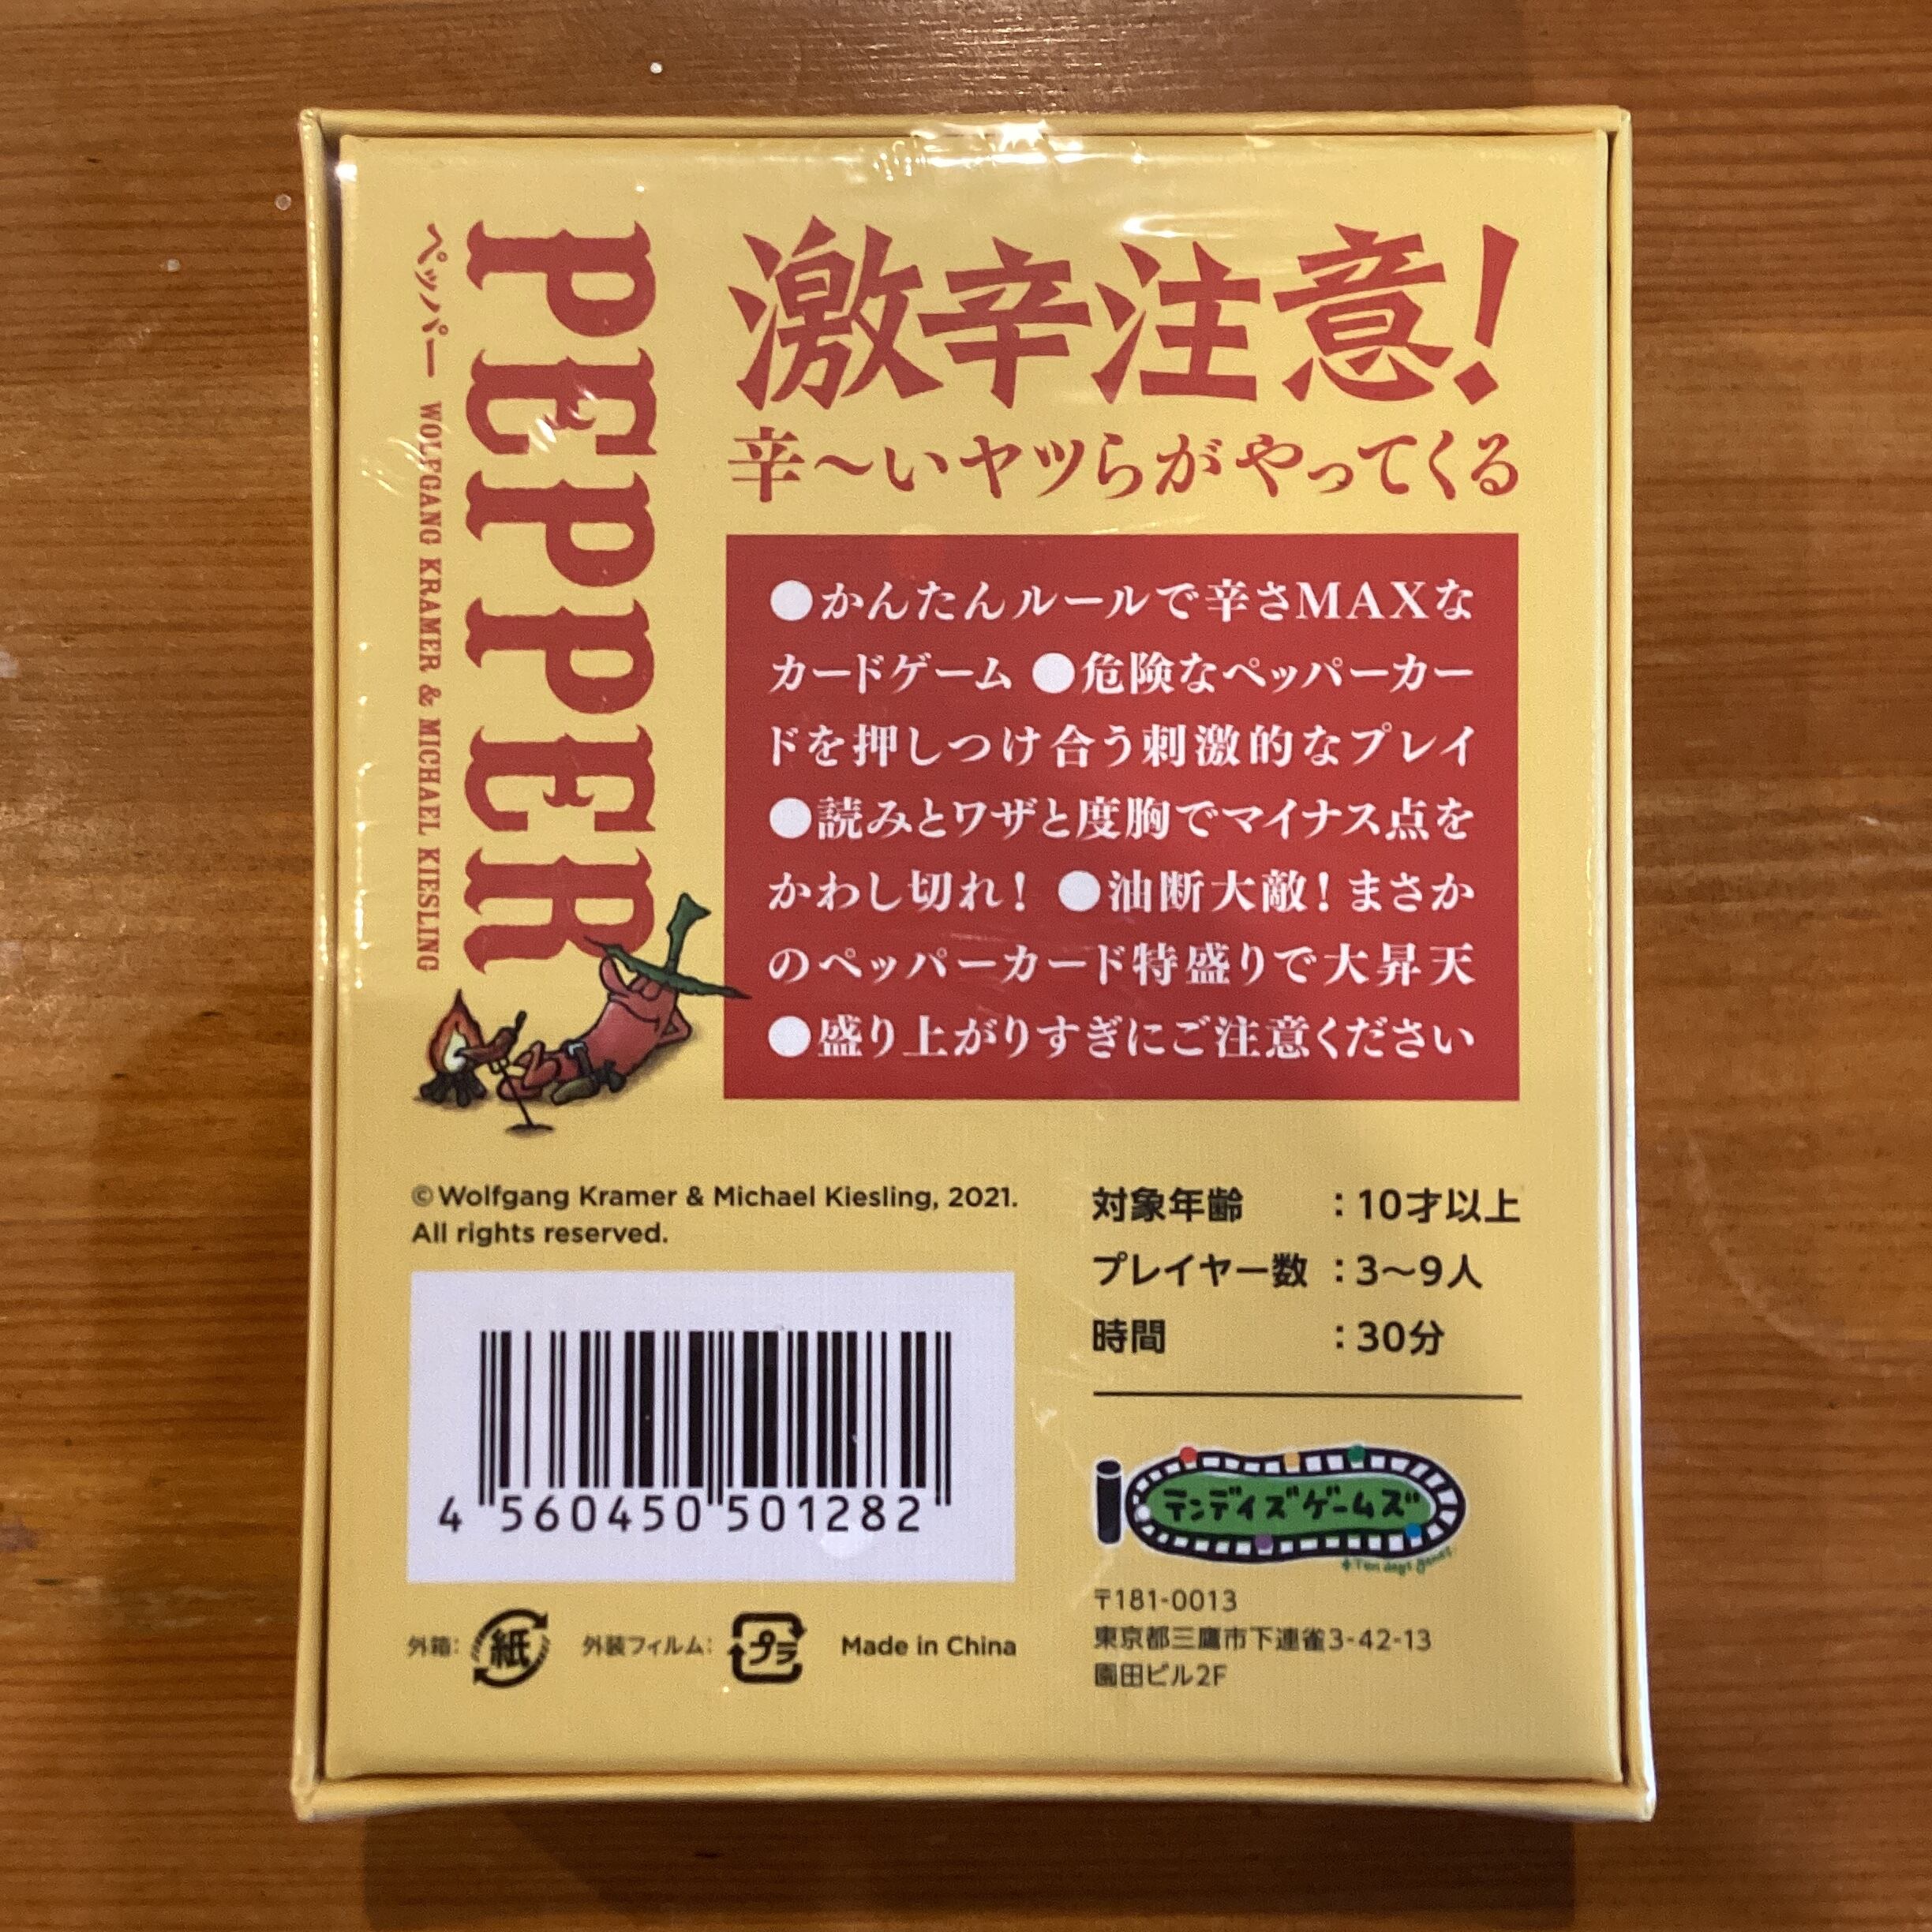 激辛注意！
辛～いヤツらがやってくる
PEPPER
ペッパー WOLFGANG KRAMER & MICHAEL KIESLING
●かんたんルールで辛さMAXな
カードゲーム ●危険なペッパーカー
ドを押しつけ合う刺激的なプレイ
●読みとワザと度胸でマイナス点を
かわし切れ！ ●油断大敵！まさか
のペッパーカード特盛りで大昇天
●盛り上がりすぎにご注意ください
©Wolfgang Kramer & Michael Kiesling, 2021.
All rights reserved.
対象年齢 ：10才以上
プレイヤー数 ：3～9人
時間 ：30分
4 560450 501282
テンデイズゲームズ
Ten days games
〒181-0013
東京都三鷹市下連雀3-42-13
園田ビル2F
外箱： 紙 外装フィルム： プラ Made in China